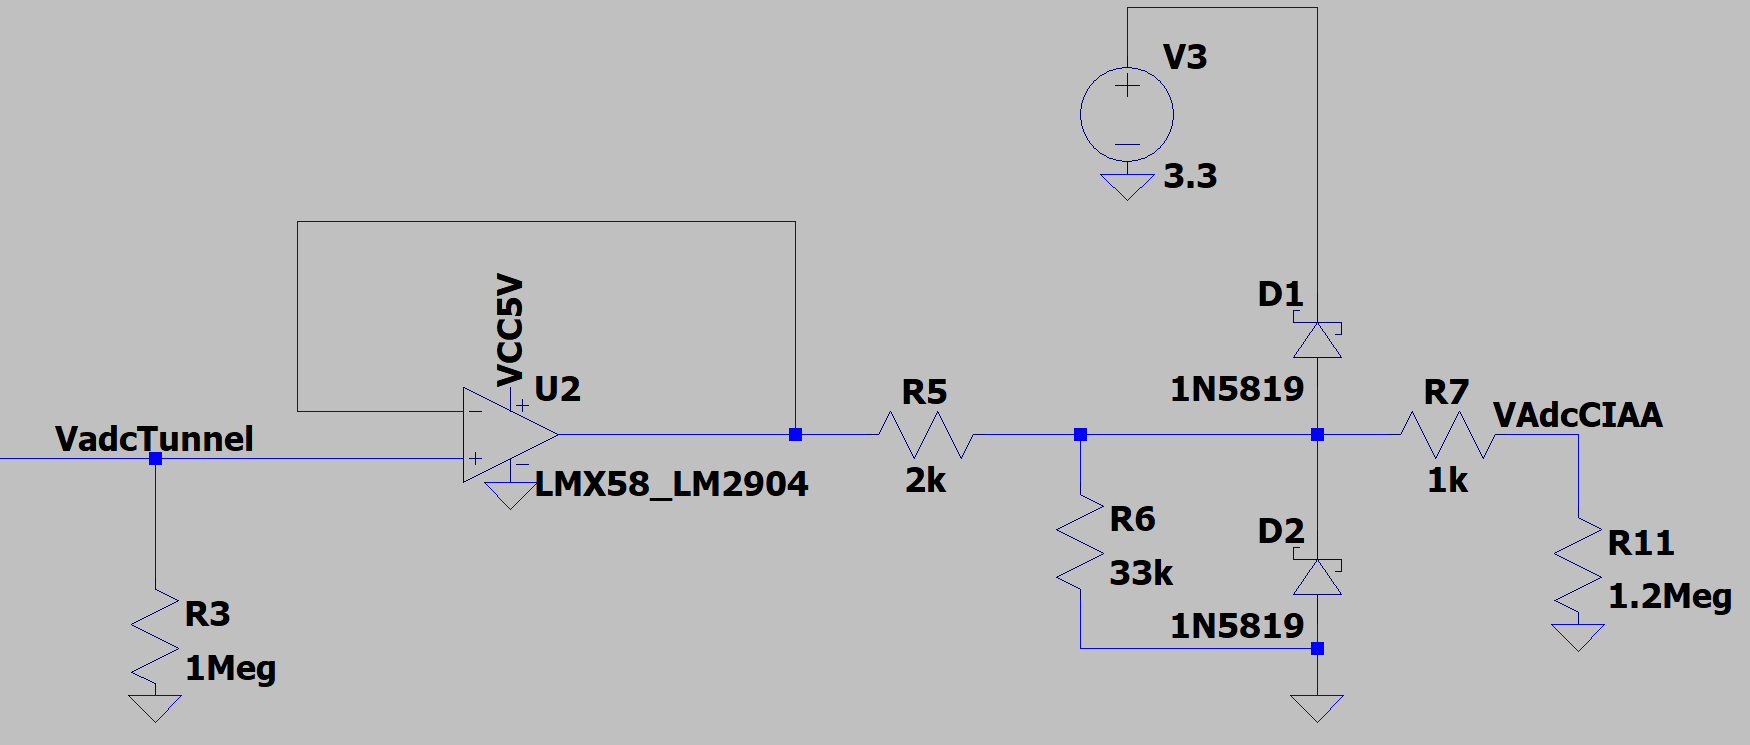 V3
3.3
D1
VCC5V
U2
R5
1N5819
R7
VAdcCIAA
VadcTunnel
LMX58_LM2904
2k
1k
R6
D2
R11
33k
1.2Meg
R3
1N5819
1Meg